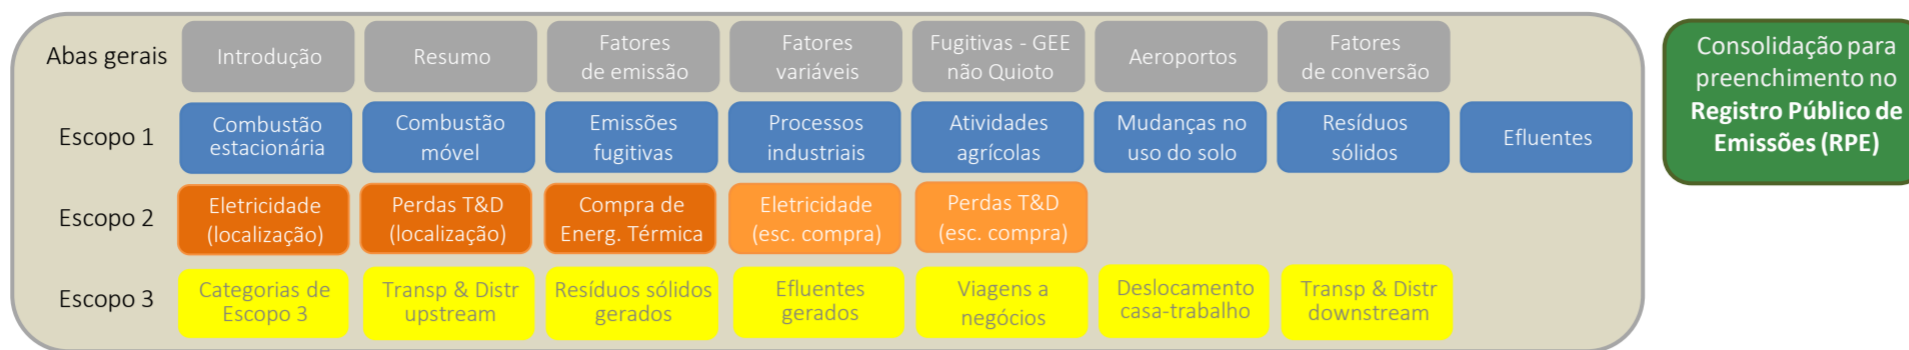 Abas gerais
Introdução
Resumo
Fatores
de emissão
Fatores
variáveis
Fugitivas - GEE
não Quioto
Aeroportos
Fatores
de conversão
Escopo 1
Combustão
estacionária
Combustão
móvel
Emissões
fugitivas
Processos
industriais
Atividades
agrícolas
Mudanças no
uso do solo
Resíduos
sólidos
Efluentes
Escopo 2
Eletricidade
(localização)
Perdas T&D
(localização)
Compra de
Energ. Térmica
Eletricidade
(esc. compra)
Perdas T&D
(esc. compra)
Escopo 3
Categorias de
Escopo 3
Transp & Distr
upstream
Resíduos sólidos
gerados
Efluentes
gerados
Viagens a
negócios
Deslocamento
casa-trabalho
Transp & Distr
downstream
Consolidação para
preenchimento no
Registro Público de
Emissões (RPE)